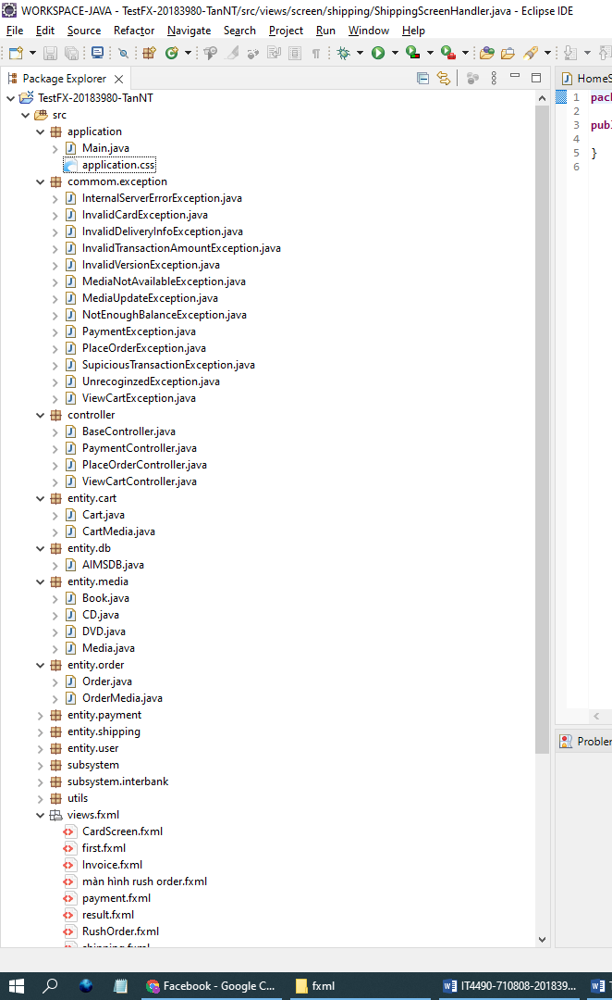 WORKSPACE-JAVA - TestFX-20183980-TanNT/src/views/screen/shipping/ShippingScreenHandler.java - Eclipse IDE
File Edit Source Refactor Navigate Search Project Run Window Help
Package Explorer
TestFX-20183980-TanNT
src
application
Main.java
application.css
commom.exception
InternalServerErrorException.java
InvalidCardException.java
InvalidDeliveryInfoException.java
InvalidTransactionAmountException.java
InvalidVersionException.java
MediaNotAvailableException.java
MediaUpdateException.java
NotEnoughBalanceException.java
PaymentException.java
PlaceOrderException.java
SupiciousTransactionException.java
UnrecoginzedException.java
ViewCartException.java
controller
BaseController.java
PaymentController.java
PlaceOrderController.java
ViewCartController.java
entity.cart
Cart.java
CartMedia.java
entity.db
AIMSDB.java
entity.media
Book.java
CD.java
DVD.java
Media.java
entity.order
Order.java
OrderMedia.java
entity.payment
entity.shipping
entity.user
subsystem
subsystem.interbank
utils
views.fxml
CardScreen.fxml
first.fxml
Invoice.fxml
màn hình rush order.fxml
payment.fxml
result.fxml
RushOrder.fxml
shipping.fxml
HomeS
1 pac
2
3 pub
4
5 }
6
Probler
Facebook - Google C...
fxml
IT4490-710808-201839...